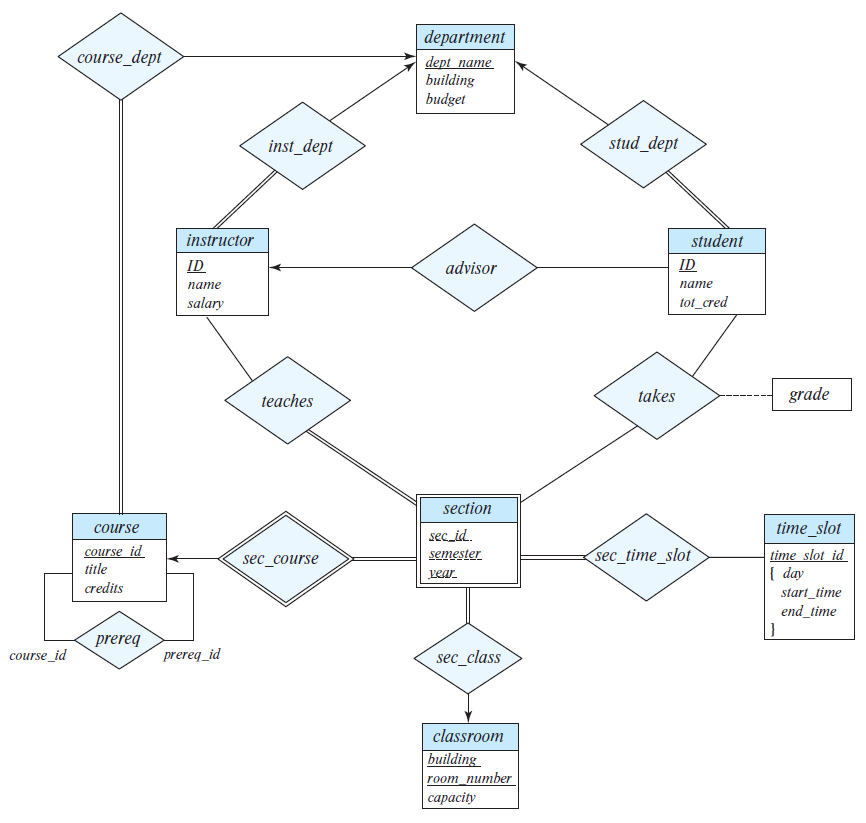 course_dept
department
dept_name
building
budget
inst_dept
stud_dept
instructor
ID
name
salary
advisor
student
ID
name
tot_cred
teaches
takes
grade
course
course_id
title
credits
sec_course
section
sec_id
semester
year
sec_time_slot
time_slot
time_slot_id
{ day
start_time
end_time
}
prereq
course_id
prereq_id
sec_class
classroom
building
room_number
capacity